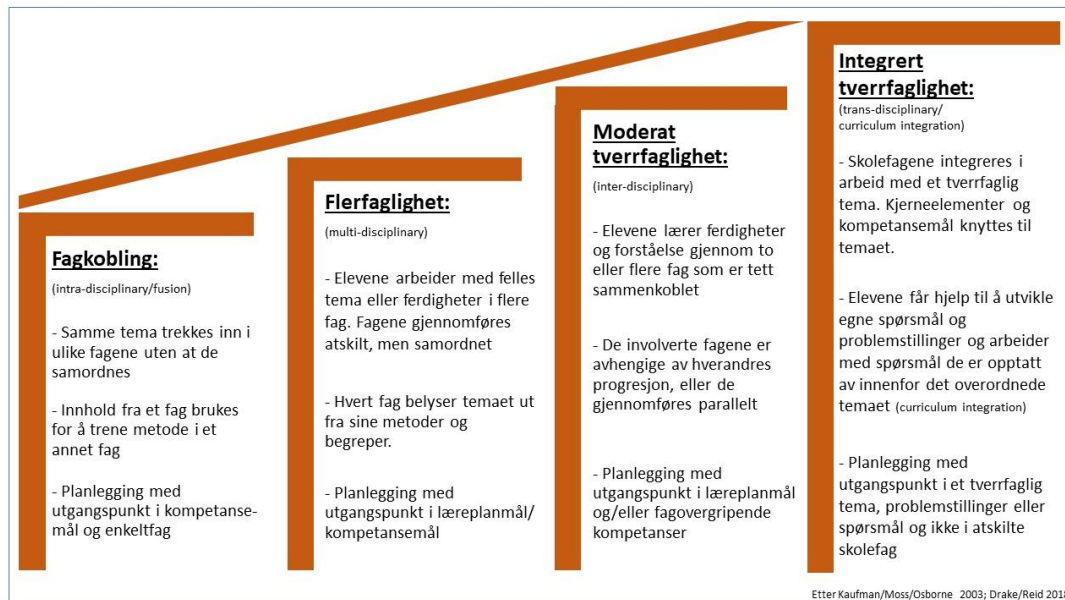 Fagkobling:
(intra-disciplinary/fusion)
- Samme tema trekkes inn i
ulike fagene uten at de
samordnes
- Innhold fra et fag brukes
for å trene metode i et
annet fag
- Planlegging med
utgangspunkt i kompetanse-
mål og enkeltfag
Flerfaglighet:
(multi-disciplinary)
- Elevene arbeider med felles
tema eller ferdigheter i flere
fag. Fagene gjennomføres
atskilt, men samordnet
- Hvert fag belyser temaet ut
fra sine metoder og
begreper.
- Planlegging med
utgangspunkt i læreplanmål/
kompetansemål
Moderat
tverrfaglighet:
(inter-disciplinary)
- Elevene lærer ferdigheter
og forståelse gjennom to
eller flere fag som er tett
sammenkoblet
- De involverte fagene er
avhengige av hverandres
progresjon, eller de
gjennomføres parallelt
- Planlegging med
utgangspunkt i læreplanmål
og/eller fagovergripende
kompetanser
Integrert
tverrfaglighet:
(trans-disciplinary/
curriculum integration)
- Skolefagene integreres i
arbeid med et tverrfaglig
tema. Kjerneelementer og
kompetansemål knyttes til
temaet.
- Elevene får hjelp til å utvikle
egne spørsmål og
problemstillinger og arbeider
med spørsmål de er opptatt
av innenfor det overordnede
temaet (curriculum integration)
- Planlegging med
utgangspunkt i et tverrfaglig
tema, problemstillinger eller
spørsmål og ikke i atskilte
skolefag
Etter Kaufman/Moss/Osborne 2003; Drake/Reid 2018